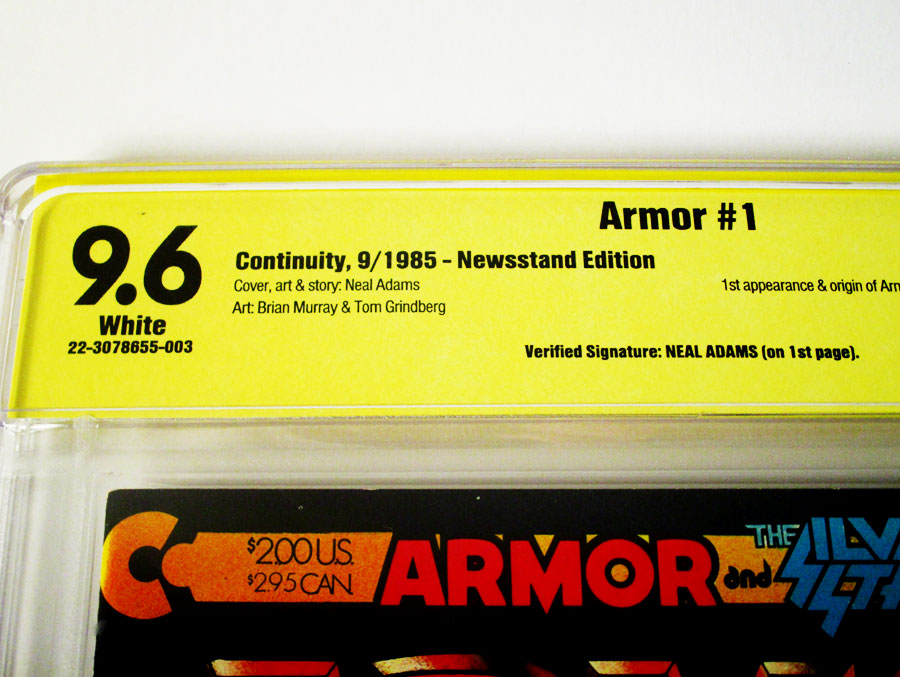 Armor #1
9.6
White
22-3078655-003
Continuity, 9/1985 - Newsstand Edition
Cover, art & story: Neal Adams
Art: Brian Murray & Tom Grindberg
1st appearance & origin of
Verified Signature: NEAL ADAMS (on 1st page).
$2.00 U.S.
$2.95 CAN.
ARMOR
and
THE